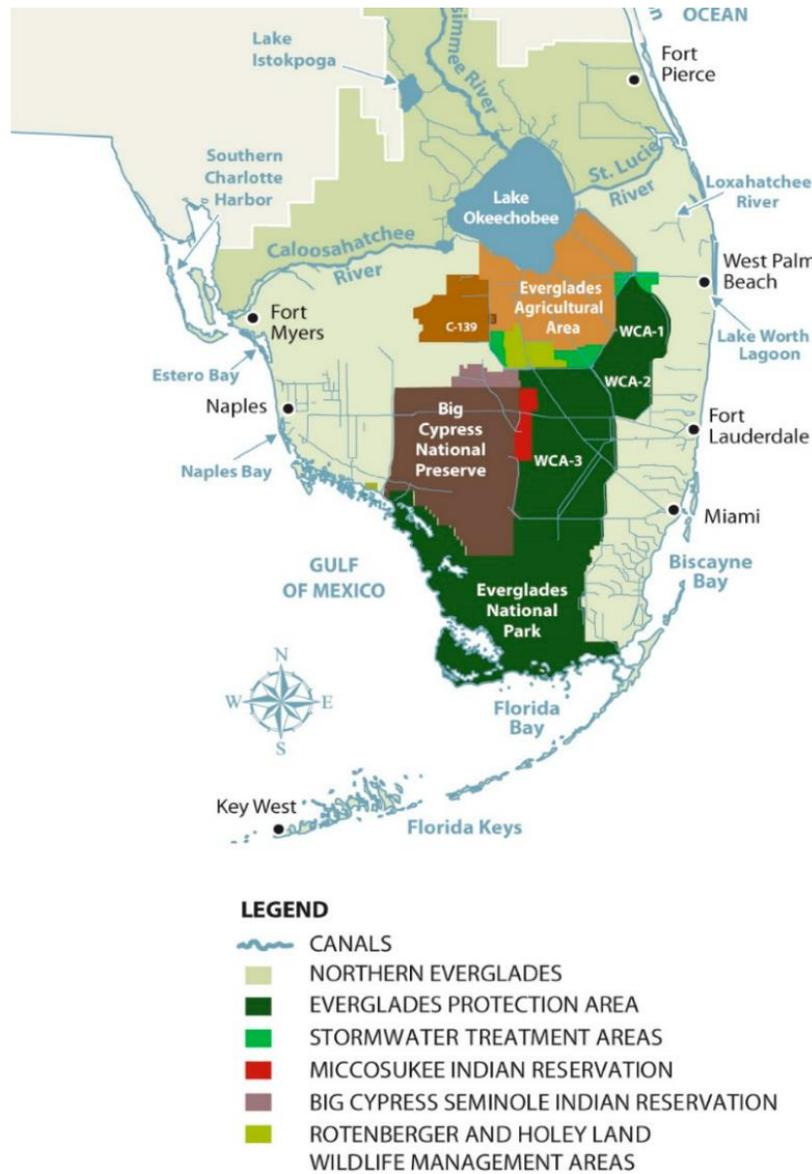 OCEAN
Lake
Istokpoga
simmee River
Fort
Pierce
Southern
Charlotte
Harbor
St. Lucie
River
Loxahatchee
River
Lake
Okeechobee
Caloosahatchee
River
West Palm
Beach
Everglades
Agricultural
Area
Fort
Myers
C-139
WCA-1
Lake Worth
Lagoon
Estero Bay
WCA-2
Naples
Big
Cypress
National
Preserve
Fort
Lauderdale
Naples Bay
WCA-3
Miami
GULF
OF MEXICO
Biscayne
Bay
Everglades
National
Park
N
W E
S
Florida
Bay
Key West
Florida Keys
LEGEND
CANALS
NORTHERN EVERGLADES
EVERGLADES PROTECTION AREA
STORMWATER TREATMENT AREAS
MICCOSUKEE INDIAN RESERVATION
BIG CYPRESS SEMINOLE INDIAN RESERVATION
ROTENBERGER AND HOLEY LAND
WILDLIFE MANAGEMENT AREAS